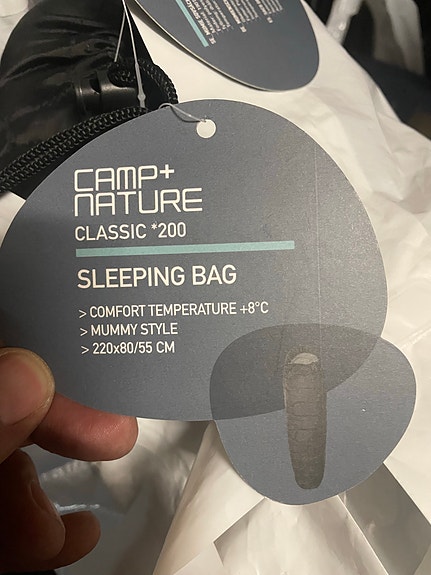 CAMP+
NATURE
CLASSIC *200
SLEEPING BAG
> COMFORT TEMPERATURE +8°C
> MUMMY STYLE
> 220x80/55 CM